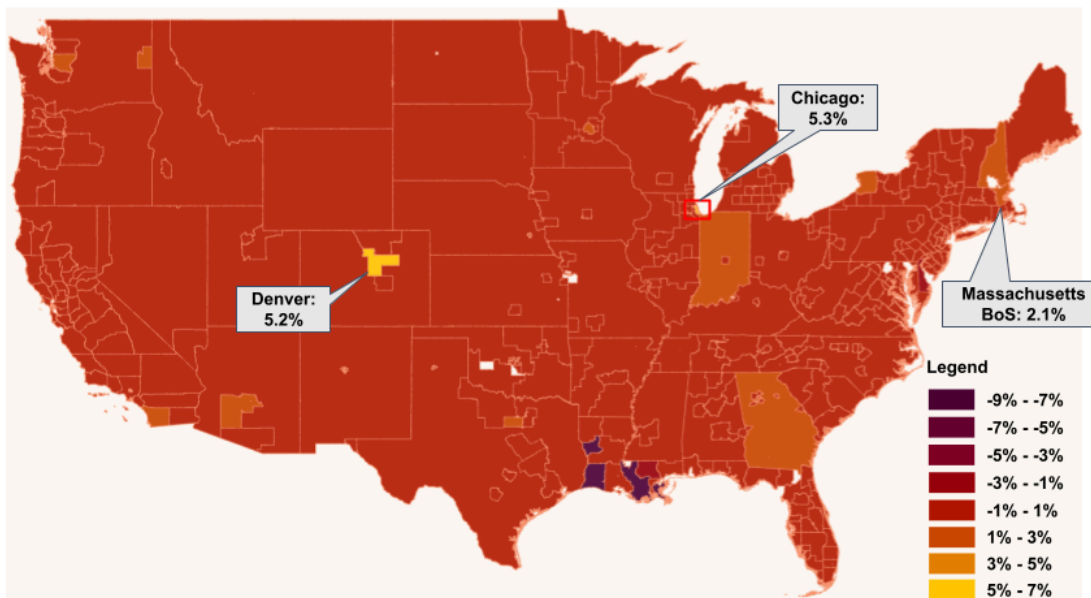 Chicago:
5.3%
Denver:
5.2%
Massachusetts
BoS: 2.1%
Legend
-9% - -7%
-7% - -5%
-5% - -3%
-3% - -1%
-1% - 1%
1% - 3%
3% - 5%
5% - 7%